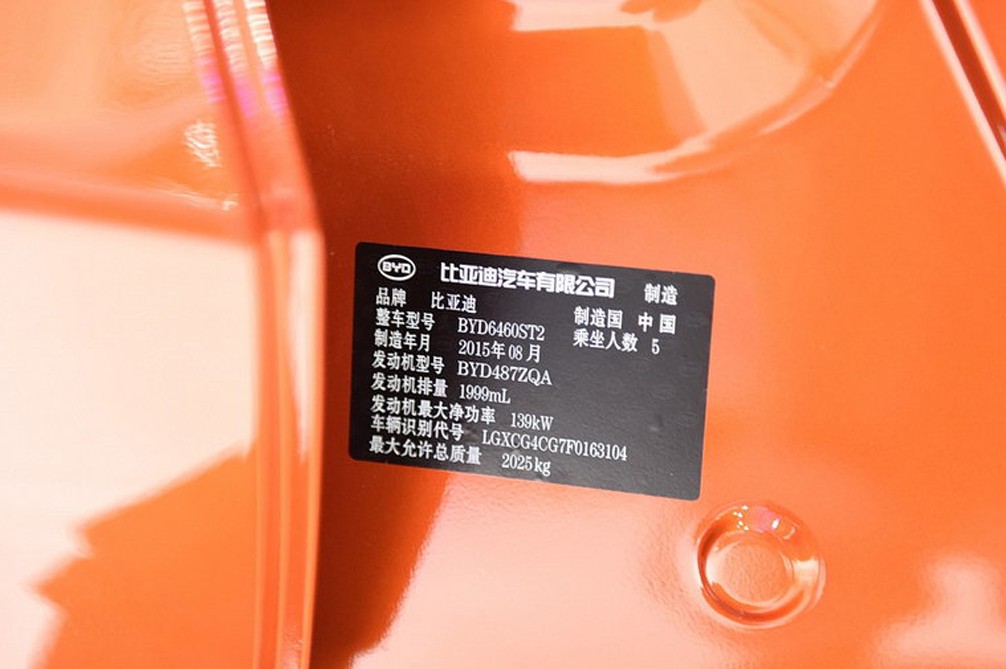 BYD 比亚迪汽车有限公司 制造
品牌 比亚迪 制造国 中国
整车型号 BYD6460ST2 乘坐人数 5
制造年月 2015年08月
发动机型号 BYD487ZQA
发动机排量 1999mL
发动机最大净功率 139kW
车辆识别代号 LGXCG4CG7F0163104
最大允许总质量 2025kg